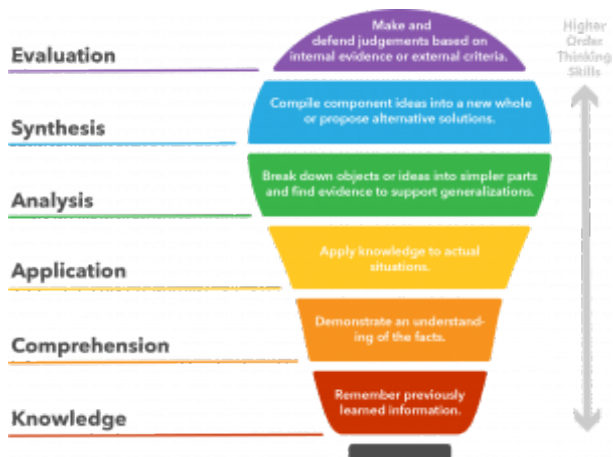 Make and
defend judgements based on
internal evidence or external criteria.
Higher
Order
Thinking
Skills
Evaluation
Compile component ideas into a new whole
or propose alternative solutions.
Synthesis
Break down objects or ideas into simpler parts
and find evidence to support generalizations.
Analysis
Apply knowledge to actual
situations.
Application
Demonstrate an understand-
ing of the facts.
Comprehension
Remember previously
learned information.
Knowledge